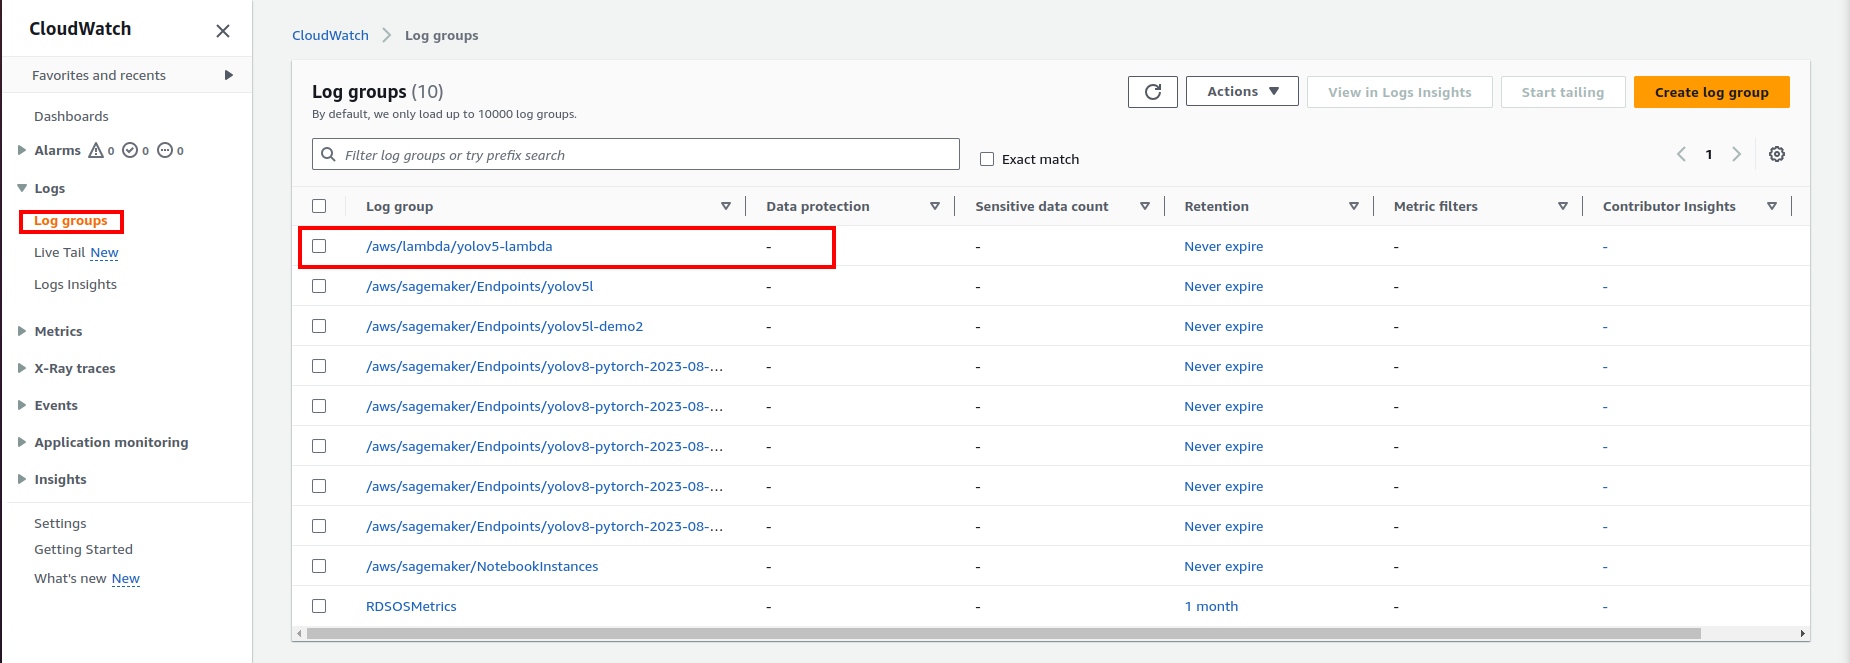 CloudWatch
Favorites and recents
Dashboards
Alarms 0 0 0
Logs
Log groups
Live Tail New
Logs Insights
Metrics
X-Ray traces
Events
Application monitoring
Insights
Settings
Getting Started
What's new New
CloudWatch Log groups
Log groups (10)
By default, we only load up to 10000 log groups.
Actions View in Logs Insights Start tailing Create log group
Filter log groups or try prefix search Exact match 1
Log group Data protection Sensitive data count Retention Metric filters Contributor Insights
/aws/lambda/yolov5-lambda - - Never expire - -
/aws/sagemaker/Endpoints/yolov5l - - Never expire - -
/aws/sagemaker/Endpoints/yolov5l-demo2 - - Never expire - -
/aws/sagemaker/Endpoints/yolov8-pytorch-2023-08-... - - Never expire - -
/aws/sagemaker/Endpoints/yolov8-pytorch-2023-08-... - - Never expire - -
/aws/sagemaker/Endpoints/yolov8-pytorch-2023-08-... - - Never expire - -
/aws/sagemaker/Endpoints/yolov8-pytorch-2023-08-... - - Never expire - -
/aws/sagemaker/Endpoints/yolov8-pytorch-2023-08-... - - Never expire - -
/aws/sagemaker/NotebookInstances - - Never expire - -
RDSOSMetrics - - 1 month - -